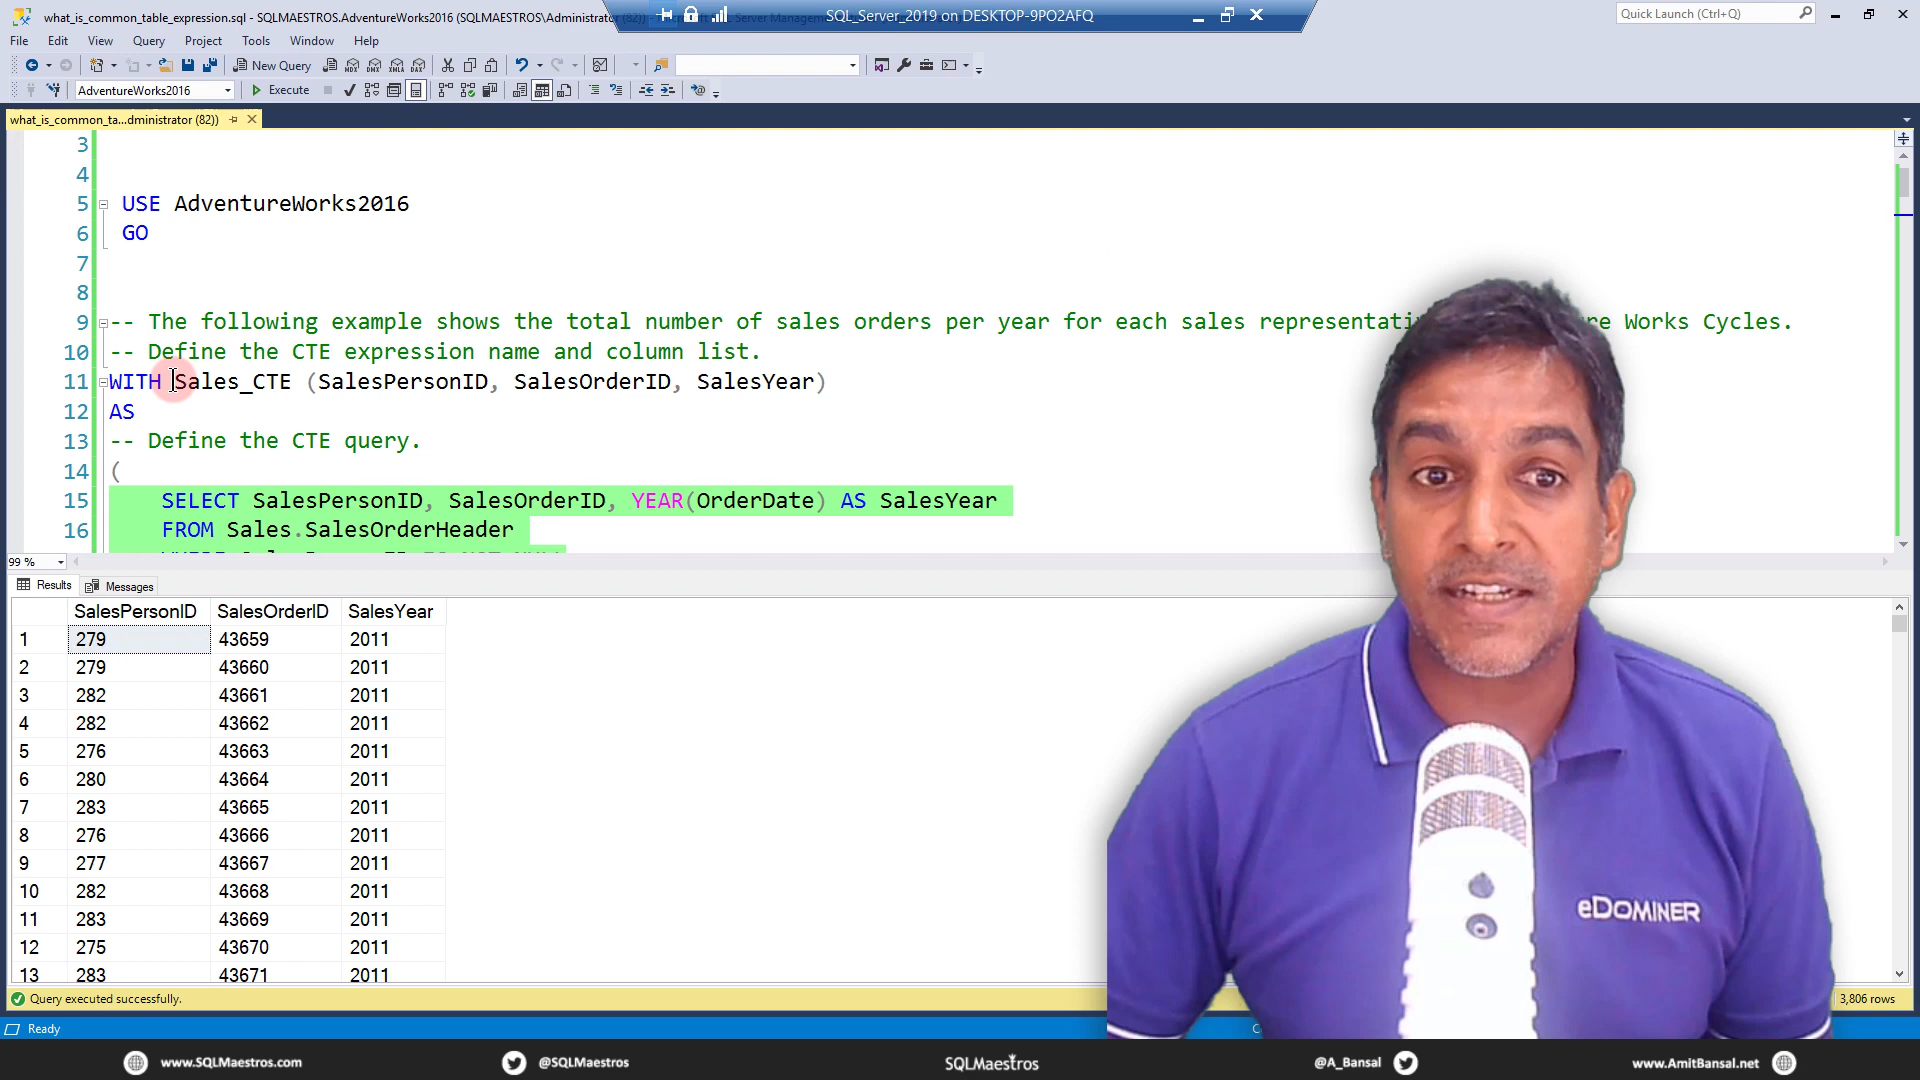 what_is_common_table_expression.sql - SQLMAESTROS.AdventureWorks2016 (SQLMAESTROS\Administrator
SQL_Server_2019 on DESKTOP-9PO2AFQ
Quick Launch (Ctrl+Q)
File Edit View Query Project Tools Window Help
New Query
AdventureWorks2016
Execute
what_is_common_ta...dministrator (82))
3
4
5 USE AdventureWorks2016
6 GO
7
8
9 -- The following example shows the total number of sales orders per year for each sales re Works Cycles.
10 -- Define the CTE expression name and column list.
11 WITH Sales_CTE (SalesPersonID, SalesOrderID, SalesYear)
12 AS
13 -- Define the CTE query.
14 (
15 SELECT SalesPersonID, SalesOrderID, YEAR(OrderDate) AS SalesYear
16 FROM Sales.SalesOrderHeader
99 %
Results Messages
SalesPersonID SalesOrderID SalesYear
1 279 43659 2011
2 279 43660 2011
3 282 43661 2011
4 282 43662 2011
5 276 43663 2011
6 280 43664 2011
7 283 43665 2011
8 276 43666 2011
9 277 43667 2011
10 282 43668 2011
11 283 43669 2011
12 275 43670 2011
13 283 43671 2011
eDOMINER
Query executed successfully.
3,806 rows
Ready
www.SQLMaestros.com
@SQLMaestros
SQLMaestros
@A_Bansal
www.AmitBansal.net